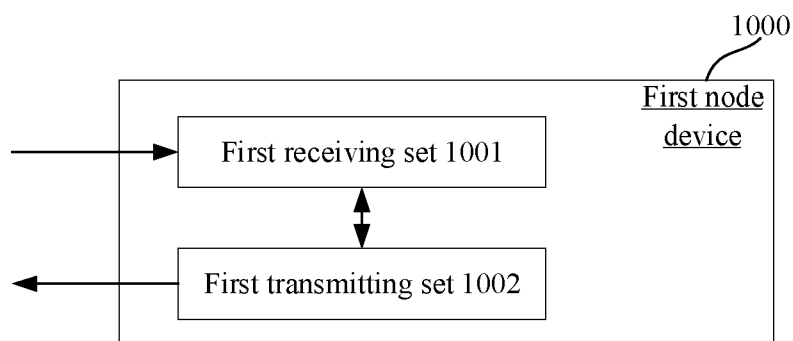 1000
First node
device
First receiving set 1001
First transmitting set 1002